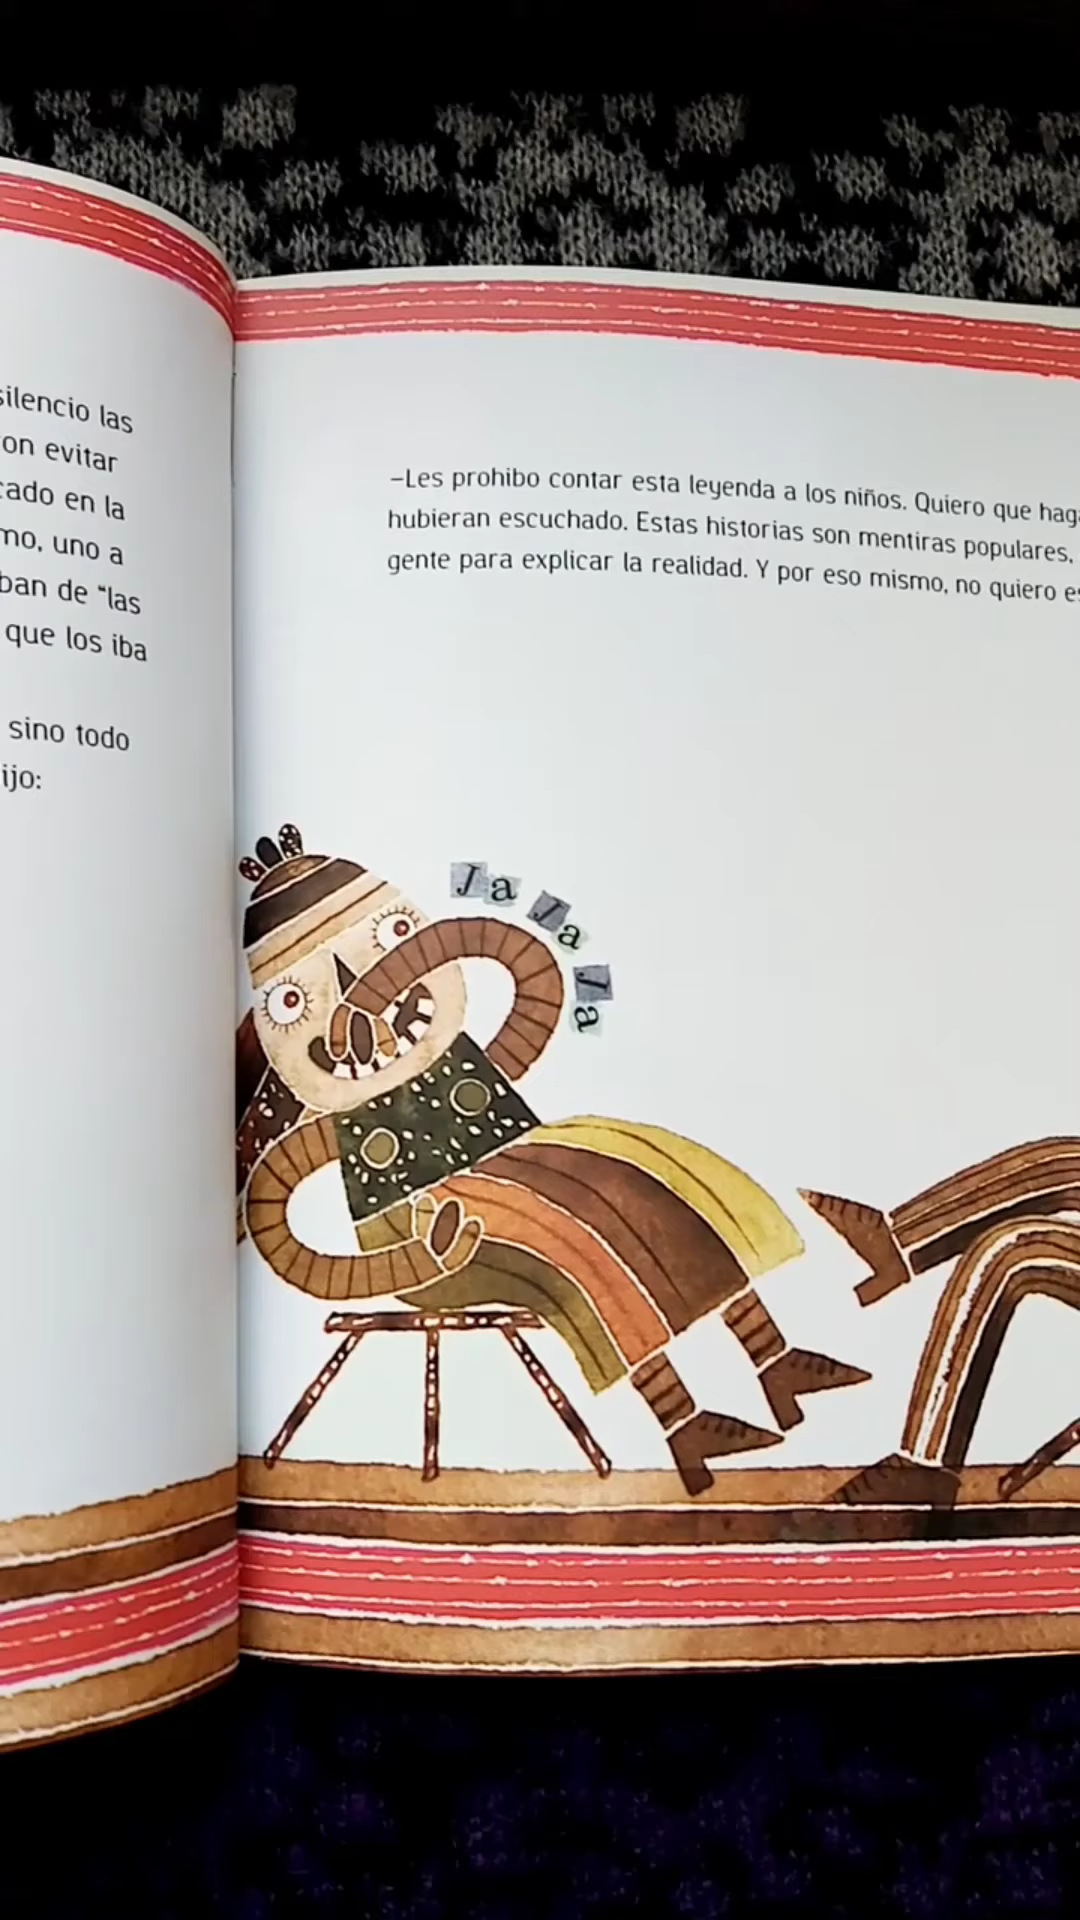 silencio las
on evitar
cado en la
mo, uno a
ban de "las
que los iba
sino todo
ijo:
–Les prohibo contar esta leyenda a los niños. Quiero que haga
hubieran escuchado. Estas historias son mentiras populares,
gente para explicar la realidad. Y por eso mismo, no quiero es
Ja Ja Ja